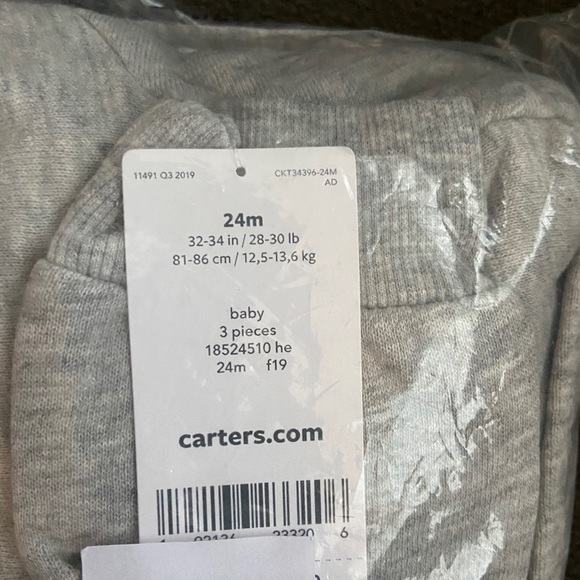 11491 Q3 2019
CKT34396-24M
AD
24m
32-34 in / 28-30 lb
81-86 cm / 12,5-13,6 kg
baby
3 pieces
18524510 he
24m f19
carters.com
6